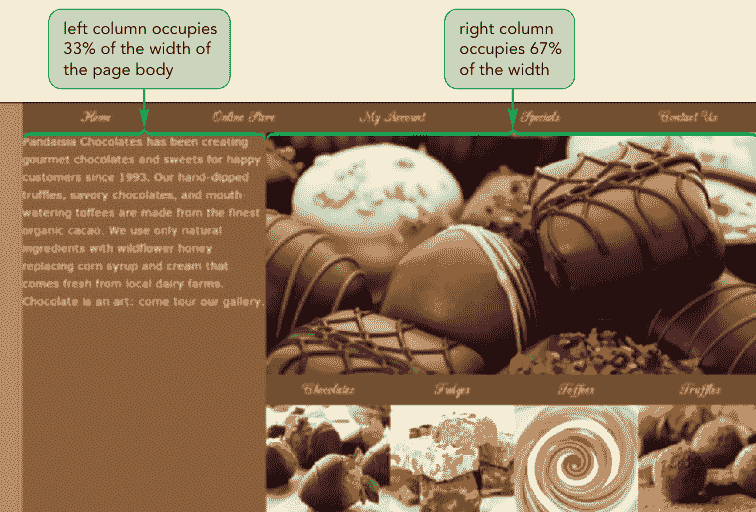 left column occupies
33% of the width of
the page body
right column
occupies 67%
of the width
Home Online Store My Account Specials Contact Us
Pandaisia Chocolates has been creating
gourmet chocolates and sweets for happy
customers since 1993. Our hand-dipped
truffles, savory chocolates, and mouth-
watering toffees are made from the finest
organic cacao. We use only natural
ingredients with wildflower honey
replacing corn syrup and cream that
comes fresh from local dairy farms.
Chocolate is an art: come tour our gallery.
Chocolates Fudges Toffees Truffles